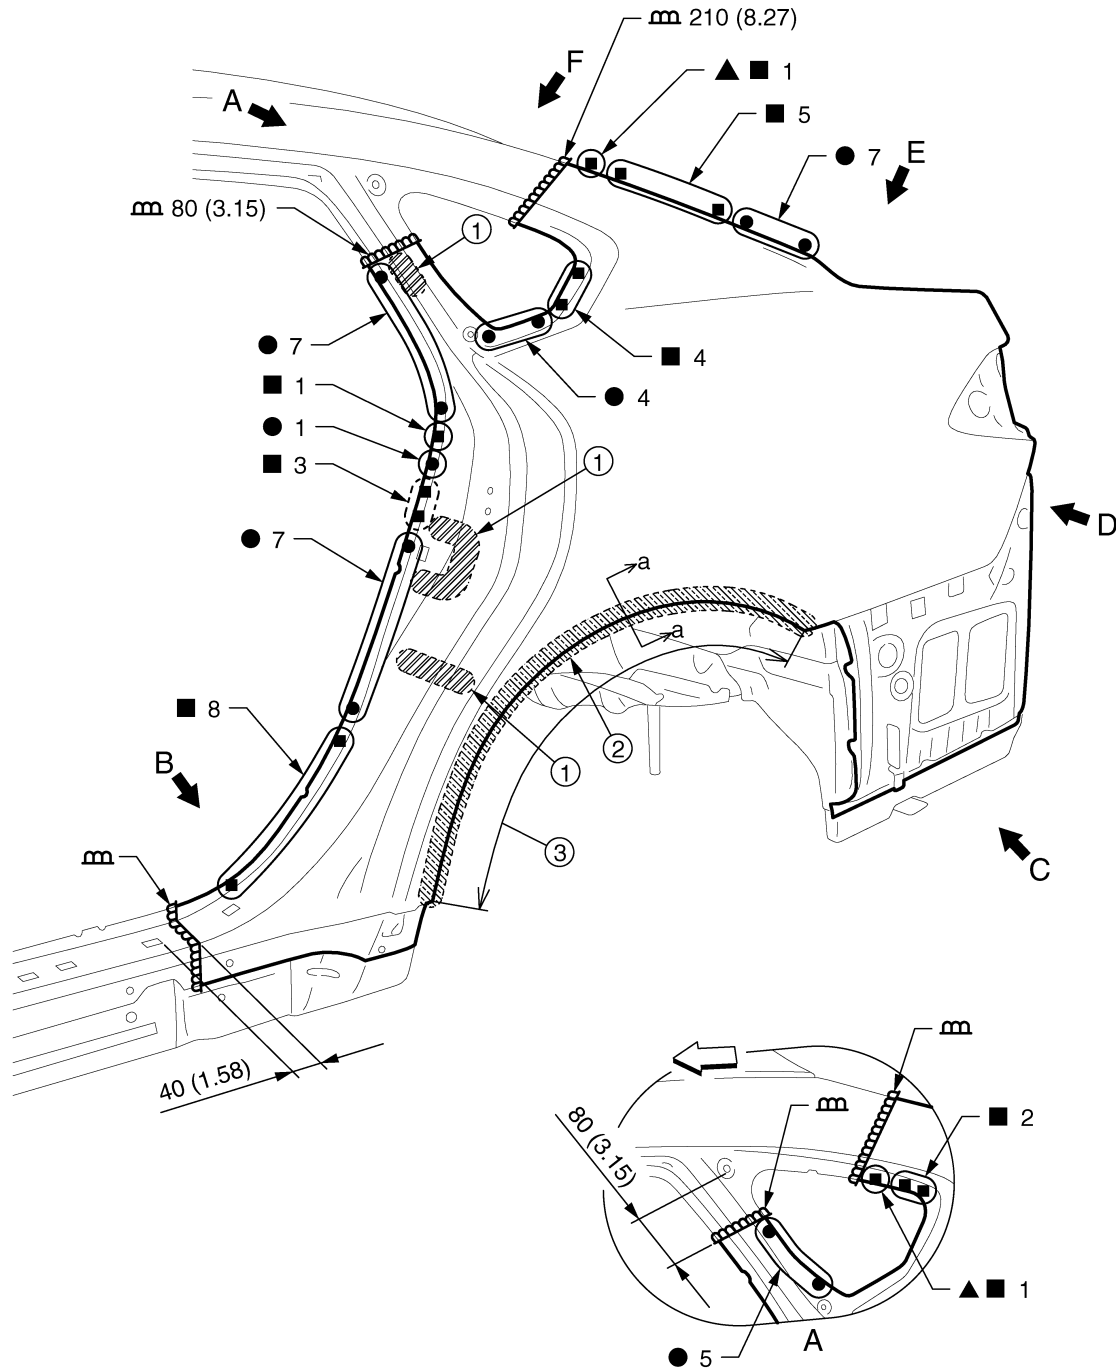 210 (8.27)
F
▲ ■ 1
A
■ 5
● 7
E
80 (3.15)
1
● 7
■ 4
■ 1
● 4
● 1
1
■ 3
D
● 7
a
a
■ 8
2
B
1
3
C
40 (1.58)
80 (3.15)
■ 2
▲ ■ 1
A
● 5